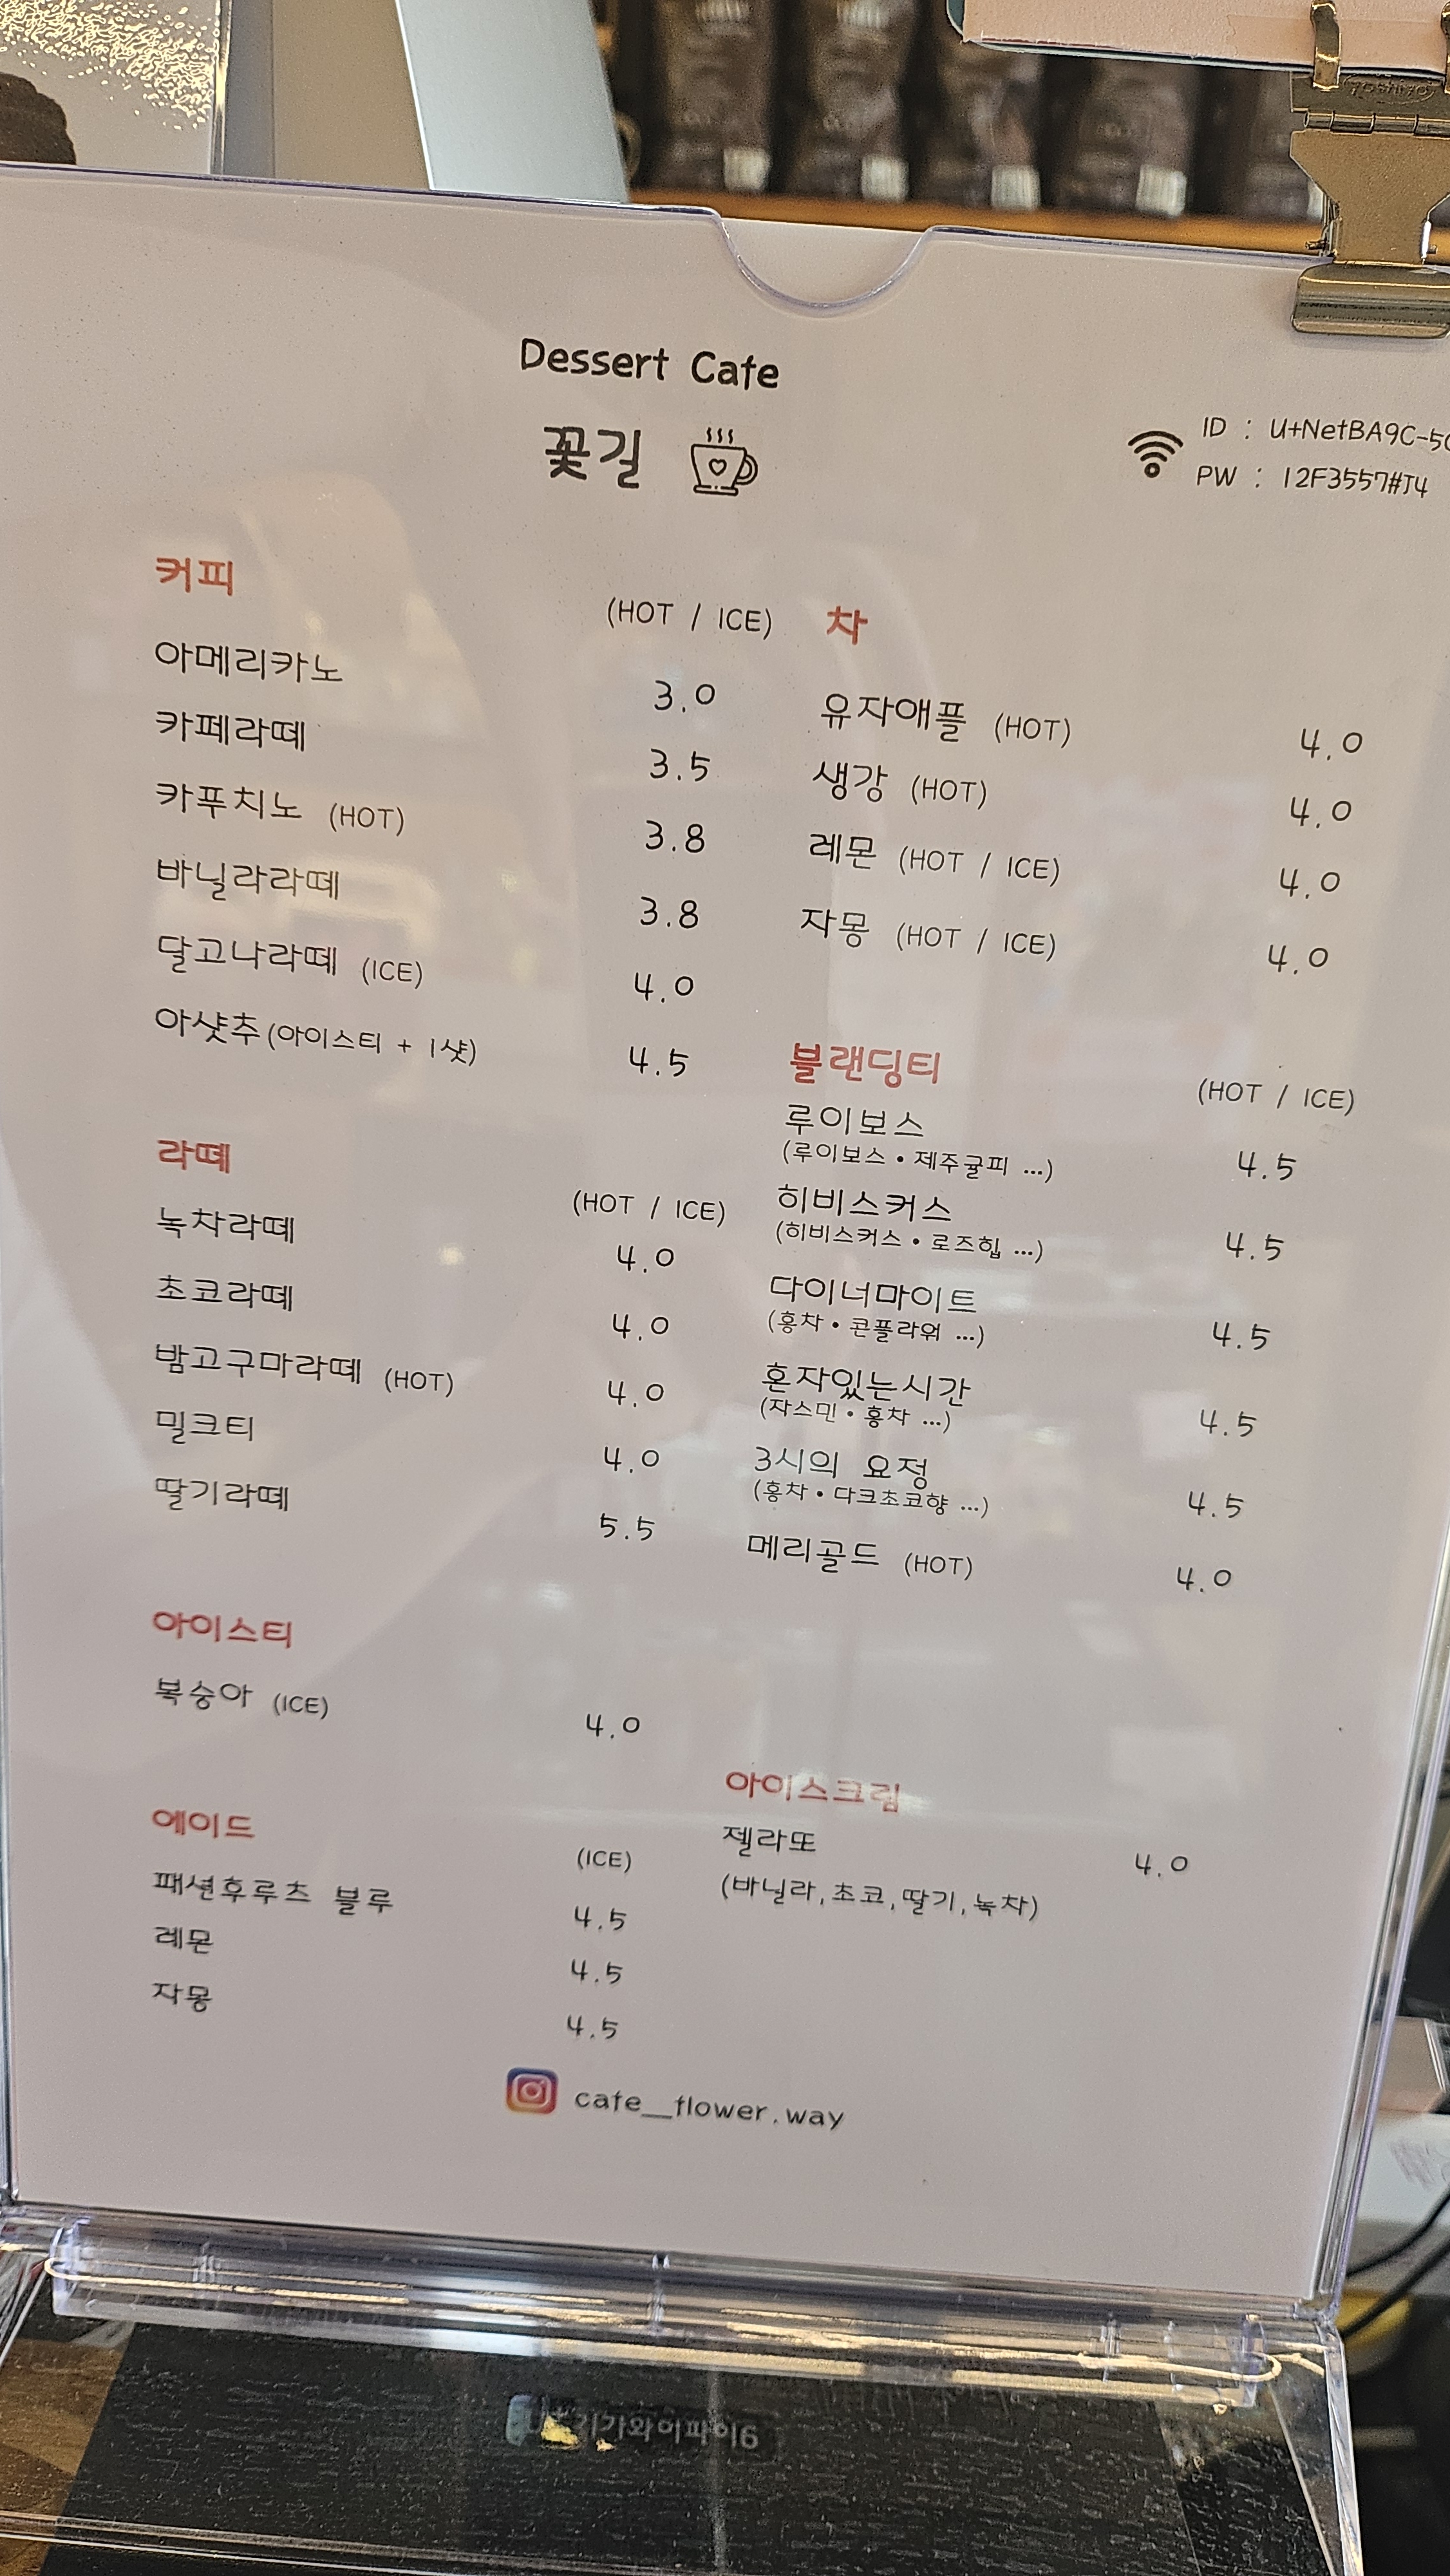 Dessert Cafe
꽃길
ID : U+NetBA9C-5
PW : 12F3557#J4
커피
(HOT / ICE)
아메리카노 3.0
카페라떼 3.5
카푸치노 (HOT) 3.8
바닐라라떼 3.8
달고나라떼 (ICE) 4.0
아샷추(아이스티 + 1샷) 4.5
라떼
(HOT / ICE)
녹차라떼 4.0
초코라떼 4.0
밤고구마라떼 (HOT) 4.0
밀크티 4.0
딸기라떼 5.5
아이스티
복숭아 (ICE) 4.0
에이드
(ICE)
패션후루츠 블루 4.5
레몬 4.5
자몽 4.5
차
유자애플 (HOT) 4.0
생강 (HOT) 4.0
레몬 (HOT / ICE) 4.0
자몽 (HOT / ICE) 4.0
블랜딩티
(HOT / ICE)
루이보스 4.5
(루이보스 • 제주귤피 ...)
히비스커스 4.5
(히비스커스 • 로즈힙 ...)
다이너마이트 4.5
(홍차 • 콘플라워 ...)
혼자있는시간 4.5
(쟈스민 • 홍차 ...)
3시의 요정 4.5
(홍차 • 다크초코향 ...)
메리골드 (HOT) 4.0
아이스크림
젤라또 4.0
(바닐라, 초코, 딸기, 녹차)
cafe__flower.way
기가와이파이6